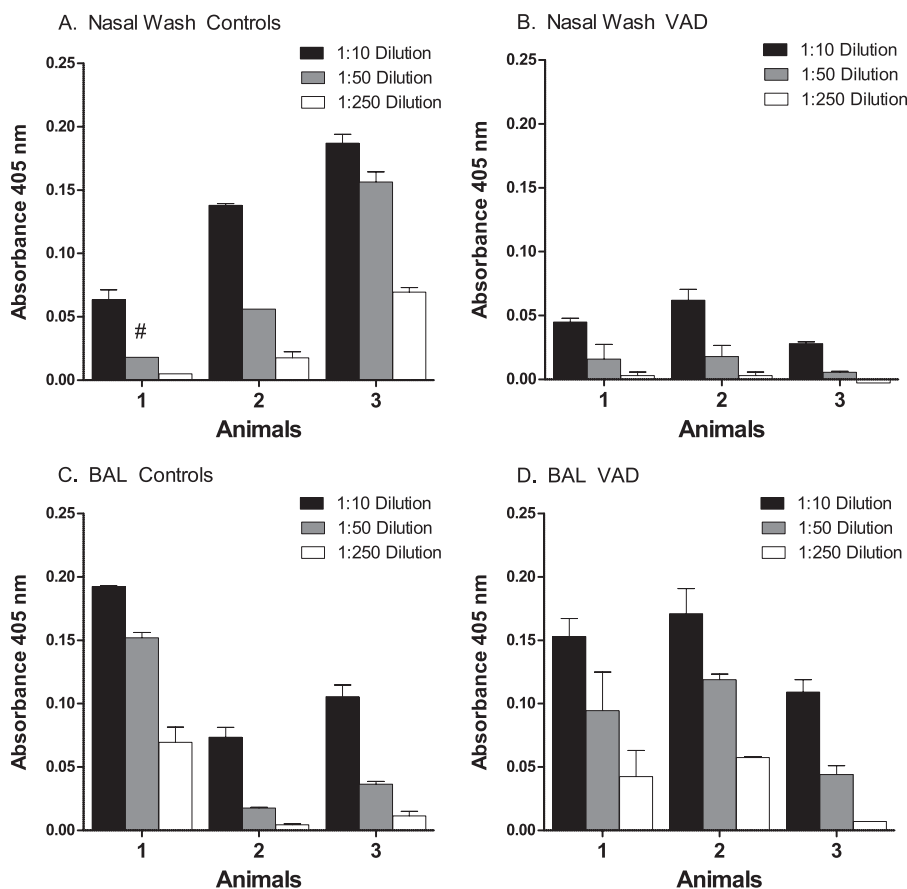 A. Nasal Wash Controls
1:10 Dilution
1:50 Dilution
1:250 Dilution
Absorbance 405 nm
0.25
0.20
0.15
0.10
0.05
0.00
#
1 2 3
Animals
B. Nasal Wash VAD
1:10 Dilution
1:50 Dilution
1:250 Dilution
Absorbance 405 nm
0.25
0.20
0.15
0.10
0.05
0.00
1 2 3
Animals
C. BAL Controls
1:10 Dilution
1:50 Dilution
1:250 Dilution
Absorbance 405 nm
0.25
0.20
0.15
0.10
0.05
0.00
1 2 3
Animals
D. BAL VAD
1:10 Dilution
1:50 Dilution
1:250 Dilution
Absorbance 405 nm
0.25
0.20
0.15
0.10
0.05
0.00
1 2 3
Animals